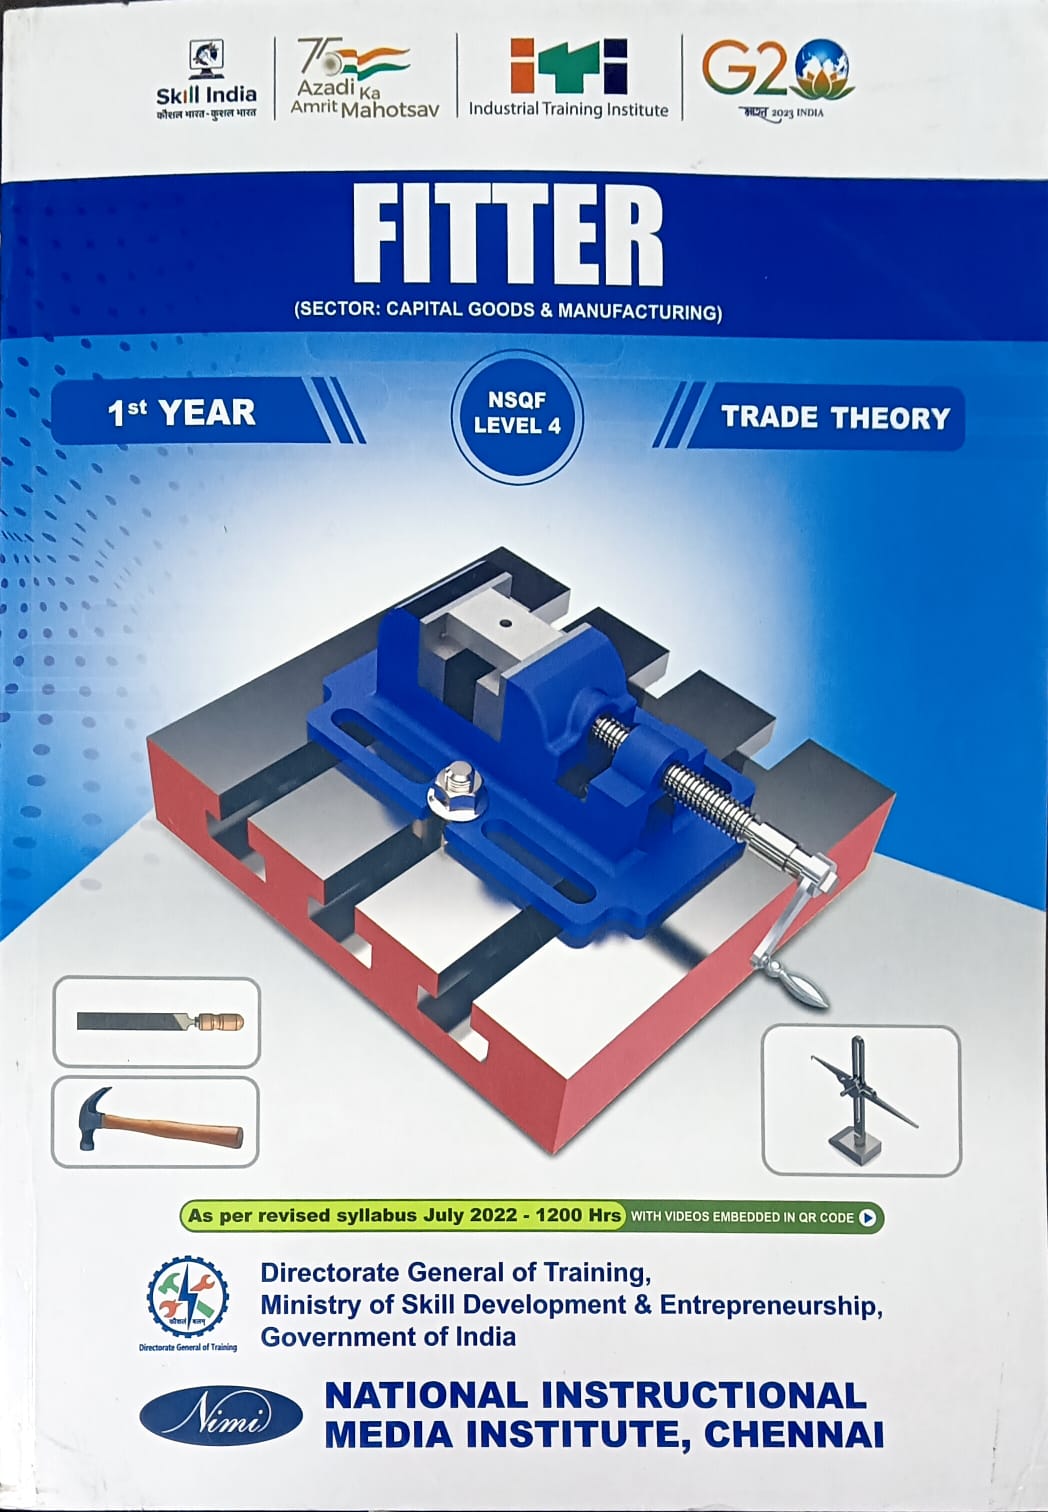 Skill India
कौशल भारत-कुशल भारत
75
Azadi Ka
Amrit Mahotsav
iti
Industrial Training Institute
G20
भारत 2023 INDIA
FITTER
(SECTOR: CAPITAL GOODS & MANUFACTURING)
1st YEAR
NSQF
LEVEL 4
TRADE THEORY
As per revised syllabus July 2022 - 1200 Hrs WITH VIDEOS EMBEDDED IN QR CODE
Directorate General of Training,
Ministry of Skill Development & Entrepreneurship,
Government of India
कौशलं बलम्
Directorate General of Training
Nimi
NATIONAL INSTRUCTIONAL
MEDIA INSTITUTE, CHENNAI